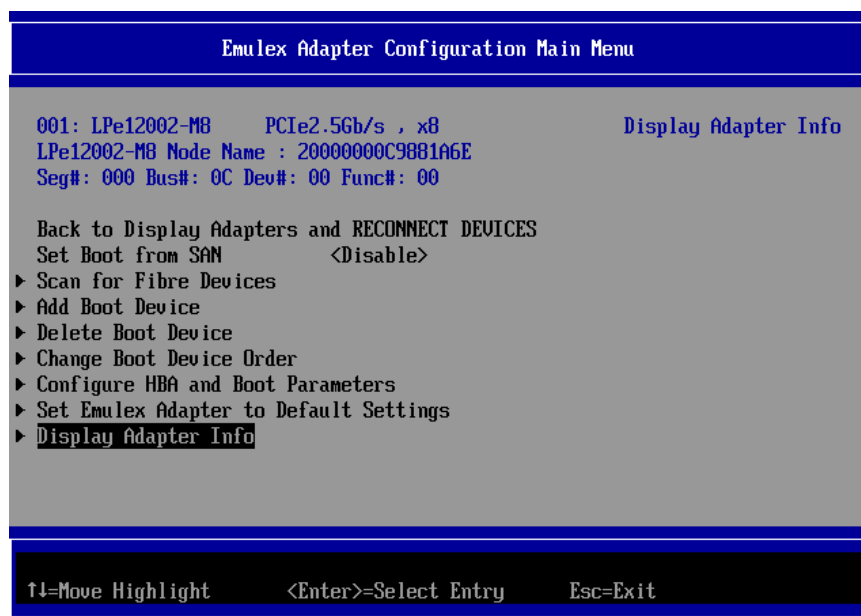 Emulex Adapter Configuration Main Menu
001: LPe12002-M8 PCIe2.5Gb/s , x8 Display Adapter Info
LPe12002-M8 Node Name : 20000000C9881A6E
Seg#: 000 Bus#: 0C Dev#: 00 Func#: 00
Back to Display Adapters and RECONNECT DEVICES
Set Boot from SAN <Disable>
Scan for Fibre Devices
Add Boot Device
Delete Boot Device
Change Boot Device Order
Configure HBA and Boot Parameters
Set Emulex Adapter to Default Settings
Display Adapter Info
↑↓=Move Highlight <Enter>=Select Entry Esc=Exit